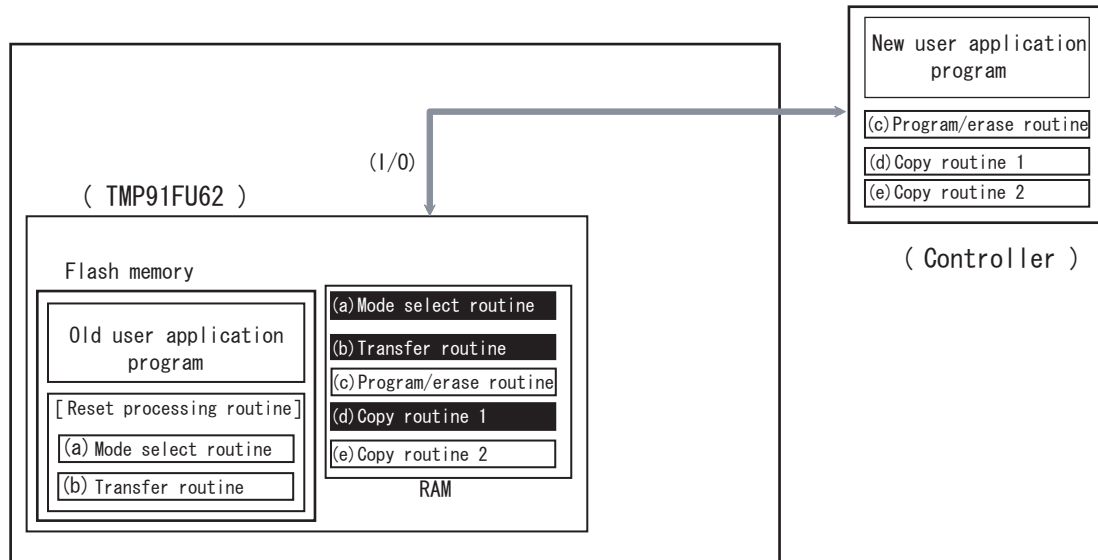 New user application
program
(c)Program/erase routine
(d)Copy routine 1
(e)Copy routine 2
( Controller )
(I/O)
( TMP91FU62 )
Flash memory
Old user application
program
[Reset processing routine]
(a) Mode select routine
(b) Transfer routine
(a)Mode select routine
(b)Transfer routine
(c)Program/erase routine
(d)Copy routine 1
(e)Copy routine 2
RAM